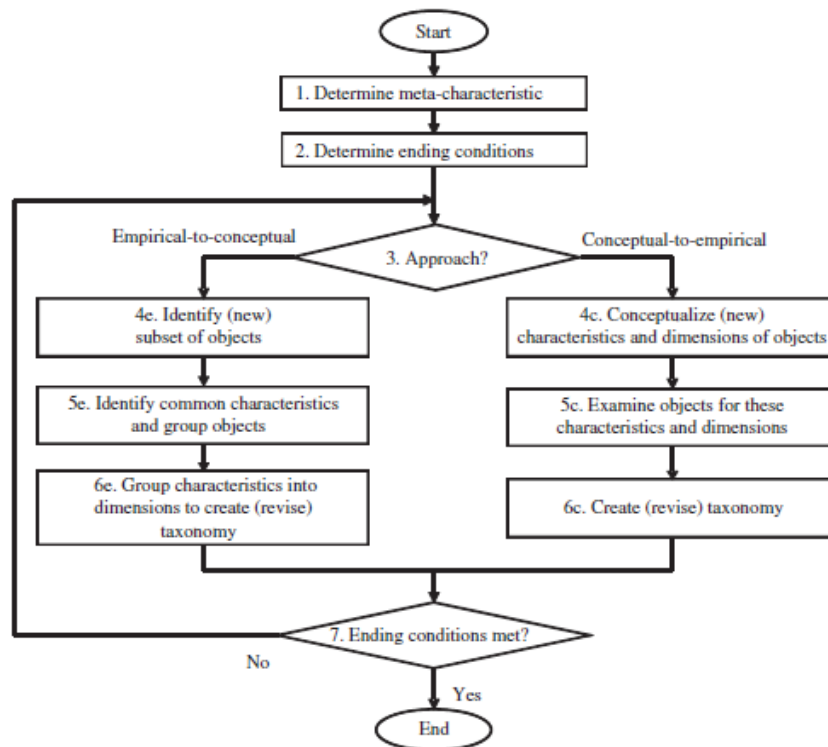 Start
1. Determine meta-characteristic
2. Determine ending conditions
Empirical-to-conceptual
Conceptual-to-empirical
3. Approach?
4e. Identify (new)
subset of objects
4c. Conceptualize (new)
characteristics and dimensions of objects
5e. Identify common characteristics
and group objects
5c. Examine objects for these
characteristics and dimensions
6e. Group characteristics into
dimensions to create (revise)
taxonomy
6c. Create (revise) taxonomy
7. Ending conditions met?
No
Yes
End